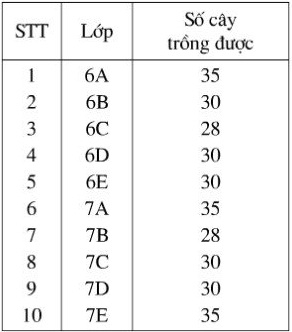 STT Lớp Số cây trồng được
1 6A 35
2 6B 30
3 6C 28
4 6D 30
5 6E 30
6 7A 35
7 7B 28
8 7C 30
9 7D 30
10 7E 35